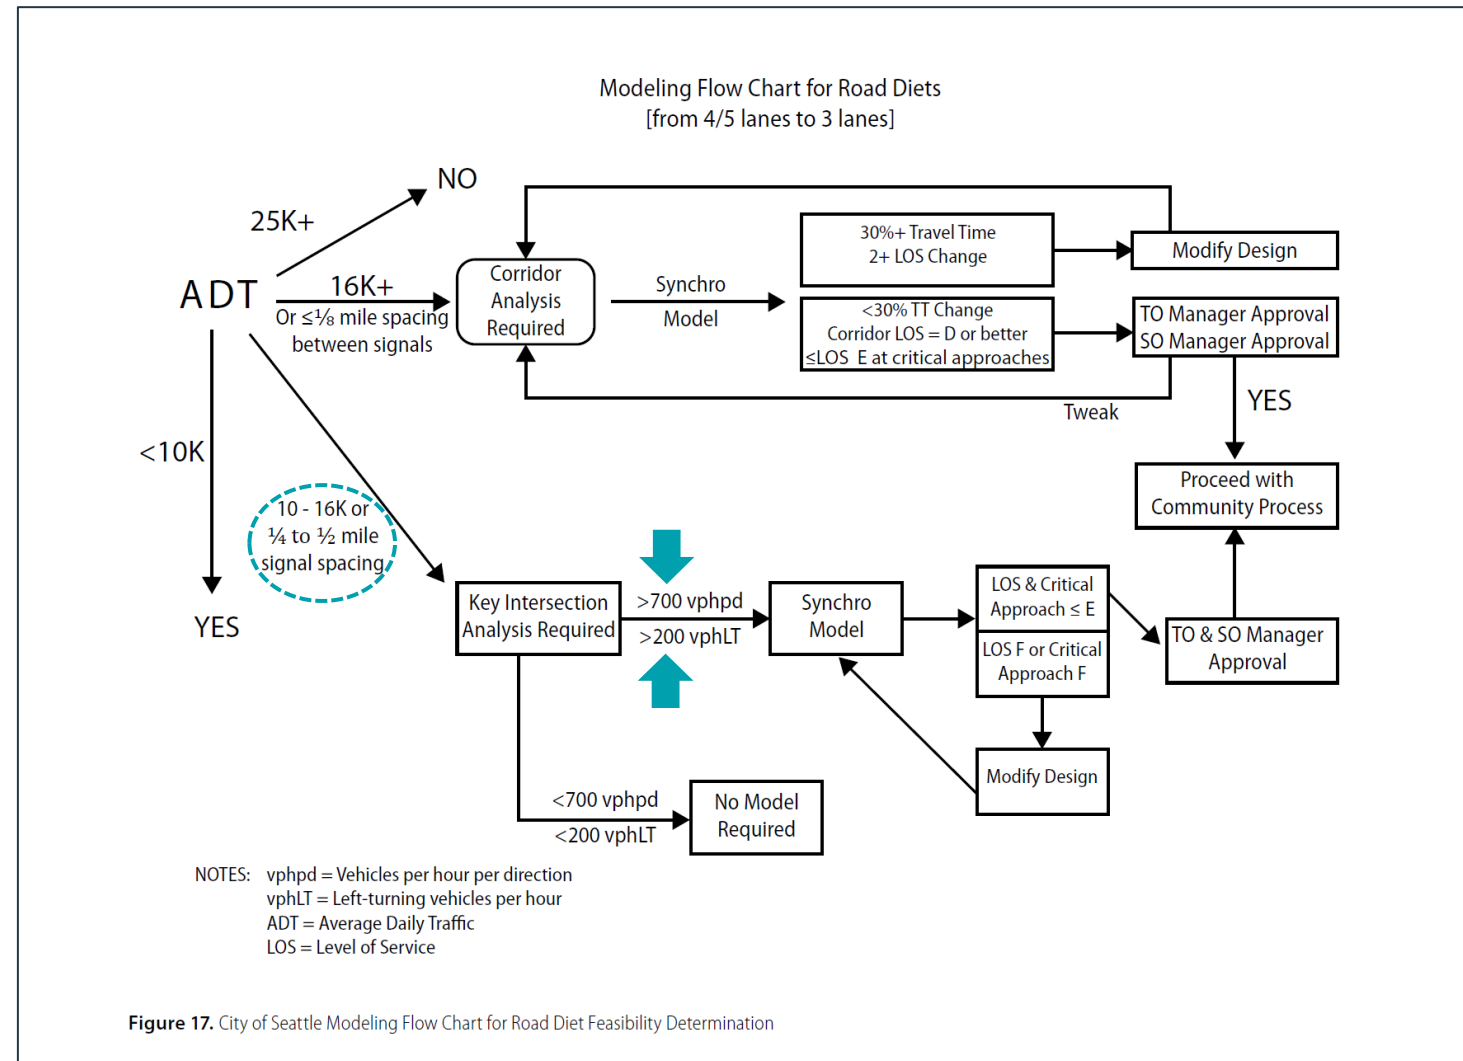 Modeling Flow Chart for Road Diets
[from 4/5 lanes to 3 lanes]
NO
25K+
ADT
16K+
Or ≤⅛ mile spacing
between signals
Corridor
Analysis
Required
Synchro
Model
30%+ Travel Time
2+ LOS Change
Modify Design
<30% TT Change
Corridor LOS = D or better
≤LOS E at critical approaches
TO Manager Approval
SO Manager Approval
Tweak
YES
<10K
YES
10 - 16K or
¼ to ½ mile
signal spacing
Proceed with
Community Process
Key Intersection
Analysis Required
>700 vphpd
>200 vphLT
Synchro
Model
LOS & Critical
Approach ≤ E
LOS F or Critical
Approach F
TO & SO Manager
Approval
Modify Design
<700 vphpd
<200 vphLT
No Model
Required
NOTES: vphpd = Vehicles per hour per direction
vphLT = Left-turning vehicles per hour
ADT = Average Daily Traffic
LOS = Level of Service
Figure 17. City of Seattle Modeling Flow Chart for Road Diet Feasibility Determination